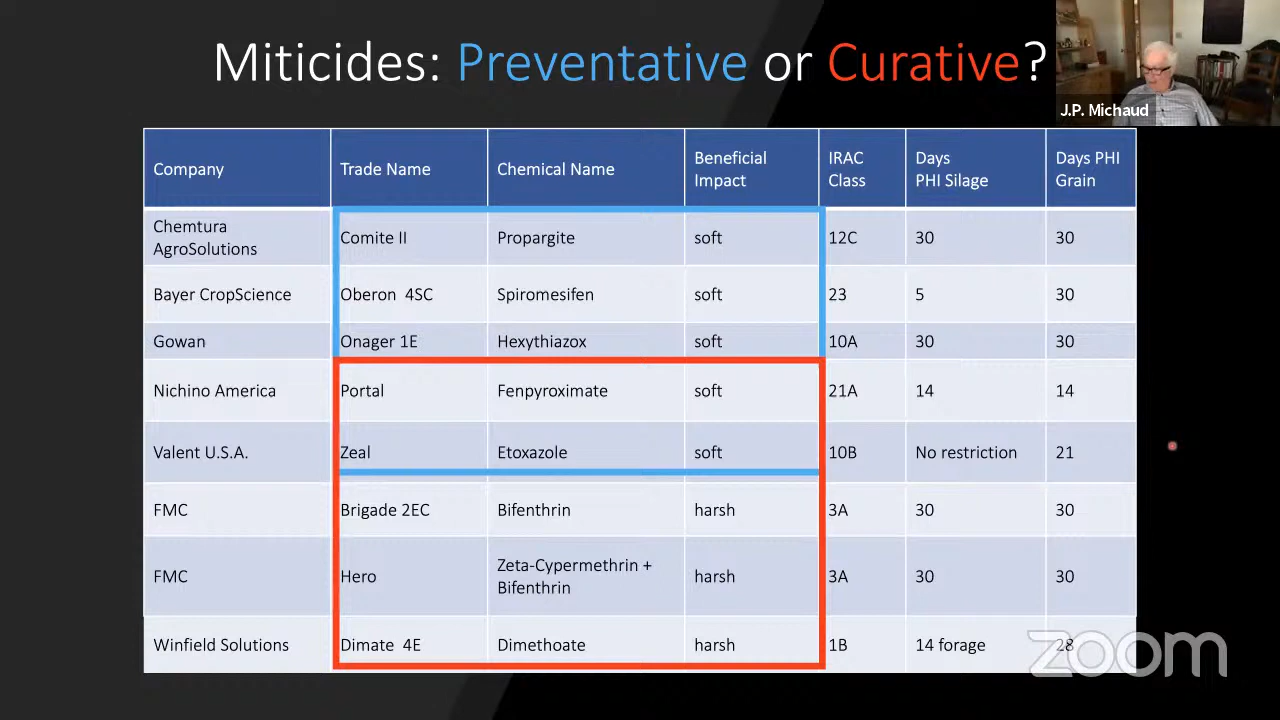 Miticides: Preventative or Curative?
J.P. Michaud
Company Trade Name Chemical Name Beneficial Impact IRAC Class Days PHI Silage Days PHI Grain
Chemtura AgroSolutions Comite II Propargite soft 12C 30 30
Bayer CropScience Oberon 4SC Spiromesifen soft 23 5 30
Gowan Onager 1E Hexythiazox soft 10A 30 30
Nichino America Portal Fenpyroximate soft 21A 14 14
Valent U.S.A. Zeal Etoxazole soft 10B No restriction 21
FMC Brigade 2EC Bifenthrin harsh 3A 30 30
FMC Hero Zeta-Cypermethrin + Bifenthrin harsh 3A 30 30
Winfield Solutions Dimate 4E Dimethoate harsh 1B 14 forage 28
zoom